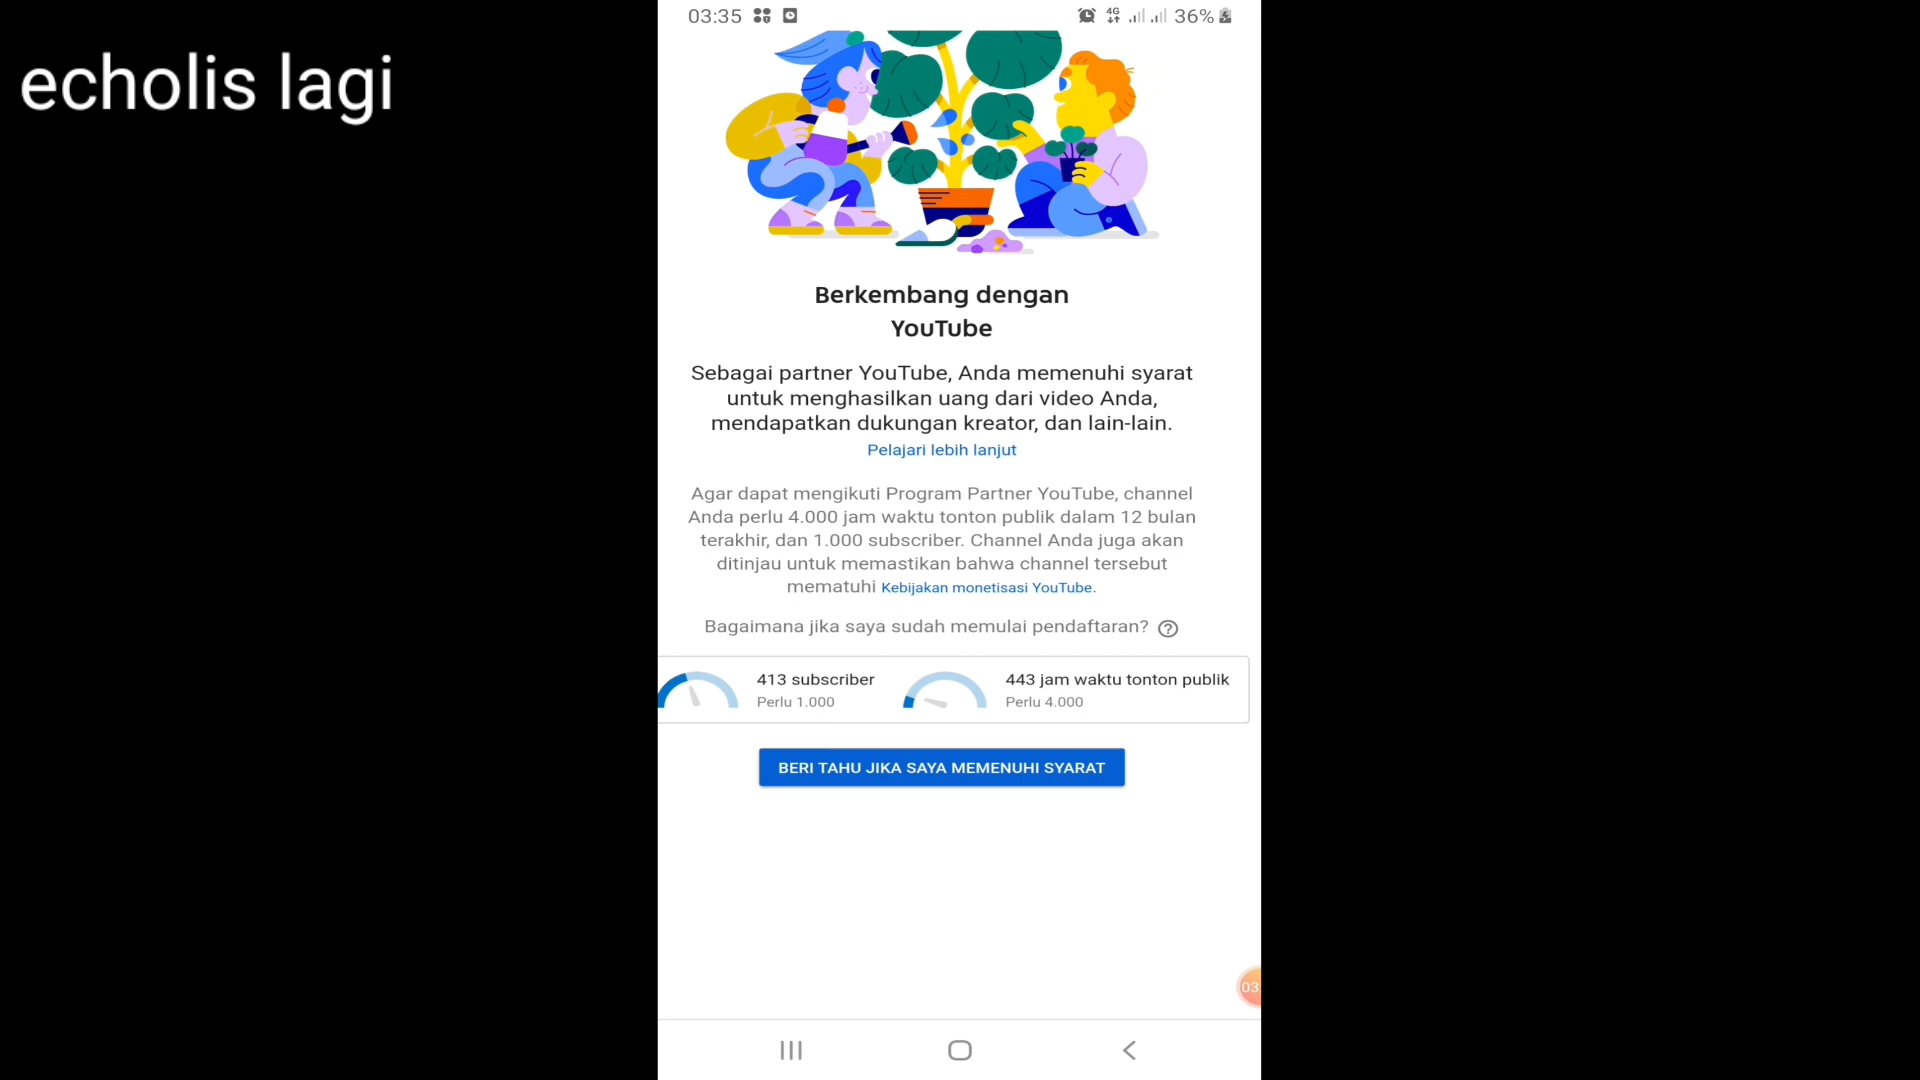 echolis lagi
03:35
4G
36%
Berkembang dengan
YouTube
Sebagai partner YouTube, Anda memenuhi syarat
untuk menghasilkan uang dari video Anda,
mendapatkan dukungan kreator, dan lain-lain.
Pelajari lebih lanjut
Agar dapat mengikuti Program Partner YouTube, channel
Anda perlu 4.000 jam waktu tonton publik dalam 12 bulan
terakhir, dan 1.000 subscriber. Channel Anda juga akan
ditinjau untuk memastikan bahwa channel tersebut
mematuhi Kebijakan monetisasi YouTube.
Bagaimana jika saya sudah memulai pendaftaran? ?
413 subscriber
Perlu 1.000
443 jam waktu tonton publik
Perlu 4.000
BERI TAHU JIKA SAYA MEMENUHI SYARAT
03: